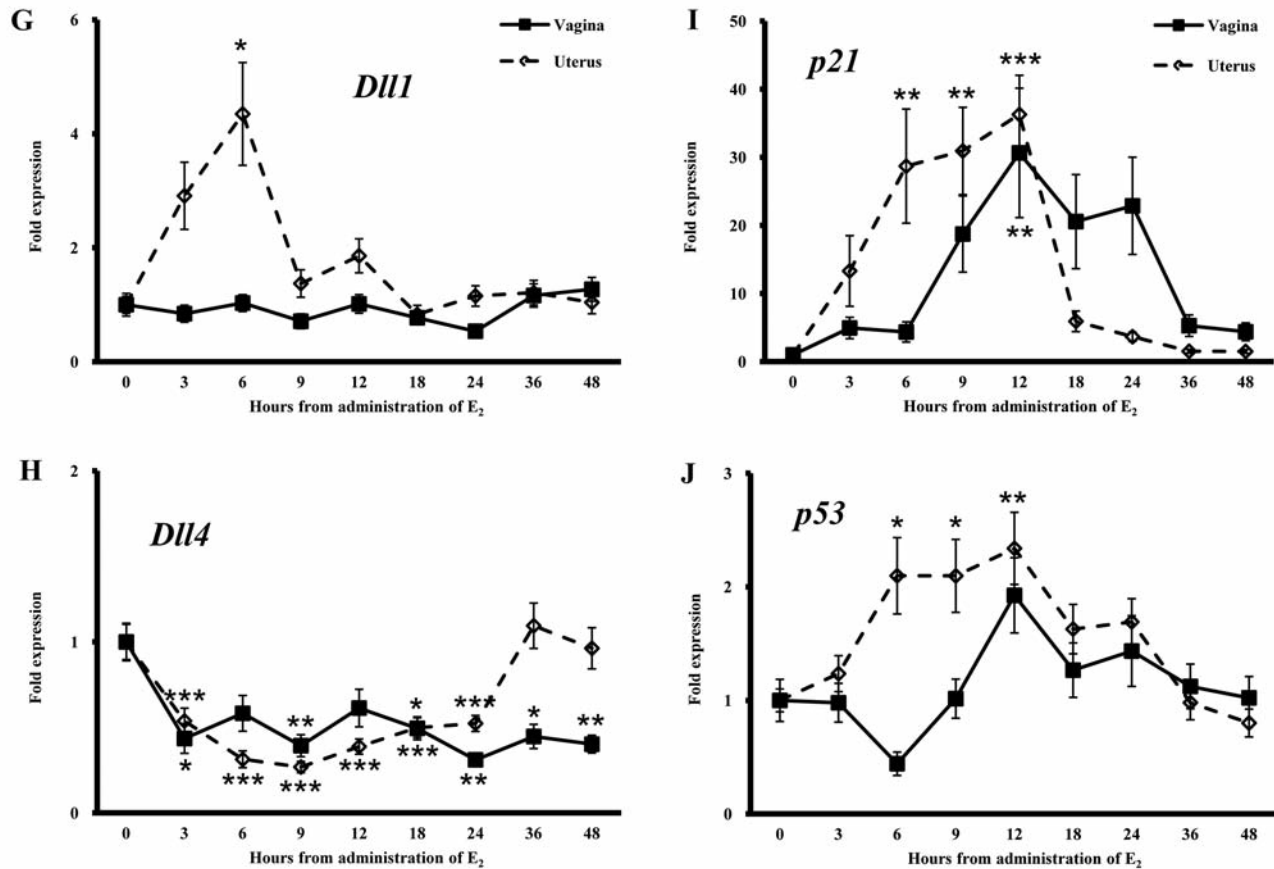 G
6
4
2
0
Fold expression
Vagina
Uterus
*
Dll1
0 3 6 9 12 18 24 36 48
Hours from administration of E2
I
50
40
30
20
10
0
Fold expression
Vagina
Uterus
p21
** ** ***
**
0 3 6 9 12 18 24 36 48
Hours from administration of E2
H
2
1
0
Fold expression
Dll4
*** ** * *** * **
* *** *** *** *** **
0 3 6 9 12 18 24 36 48
Hours from administration of E2
J
3
2
1
0
Fold expression
p53
* * **
0 3 6 9 12 18 24 36 48
Hours from administration of E2